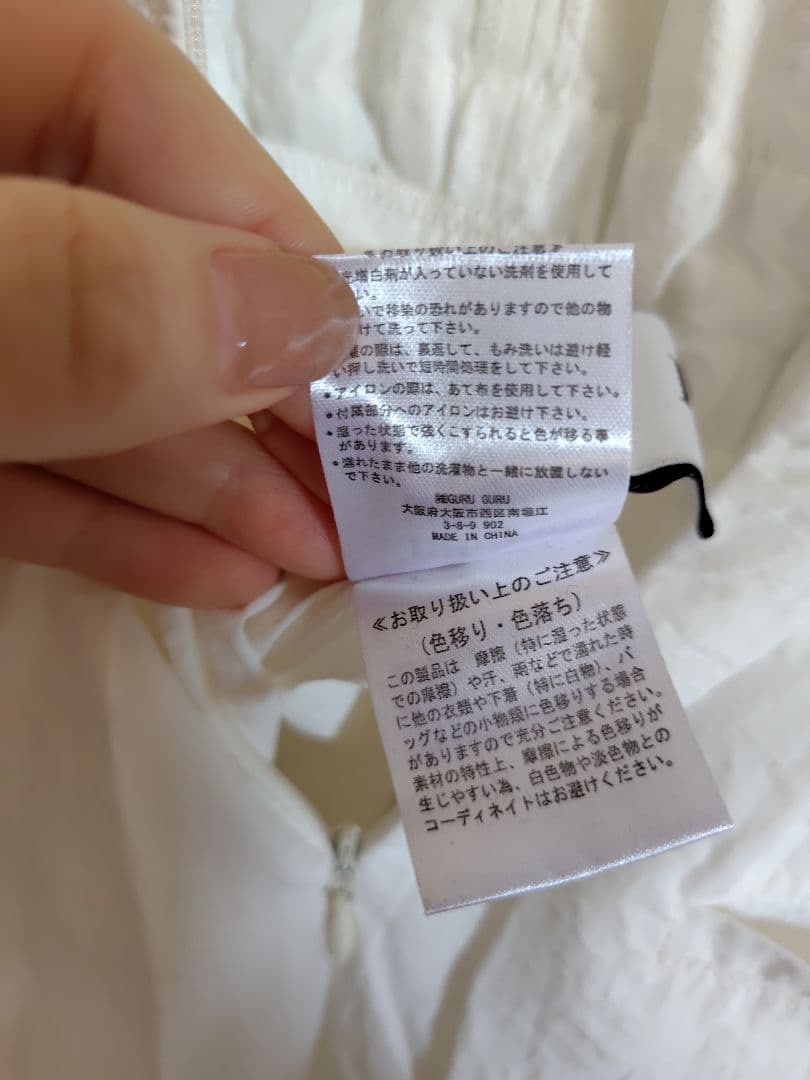 ≪お取り扱い上のご注意≫
光増白剤が入っていない洗剤を使用して
い。
で移染の恐れがありますので他の物
けて洗って下さい。
の際は、裏返して、もみ洗いは避け軽
い押し洗いで短時間処理をして下さい。
•アイロンの際は、あて布を使用して下さい。
•付属部分へのアイロンはお避け下さい。
•湿った状態で強くこすられると色が移る事
があります。
•濡れたまま他の洗濯物と一緒に放置しない
で下さい。
㈱GURU GURU
大阪府大阪市西区南堀江
3-8-9 902
MADE IN CHINA
≪お取り扱い上のご注意≫
(色移り・色落ち)
この製品は 摩擦(特に湿った状態
での摩擦)や汗、雨などで濡れた時
に他の衣類や下着(特に白物)、バ
ッグなどの小物類に色移りする場合
がありますので充分ご注意ください。
素材の特性上、摩擦による色移りが
生じやすい為、白色物や淡色物との
コーディネイトはお避けください。